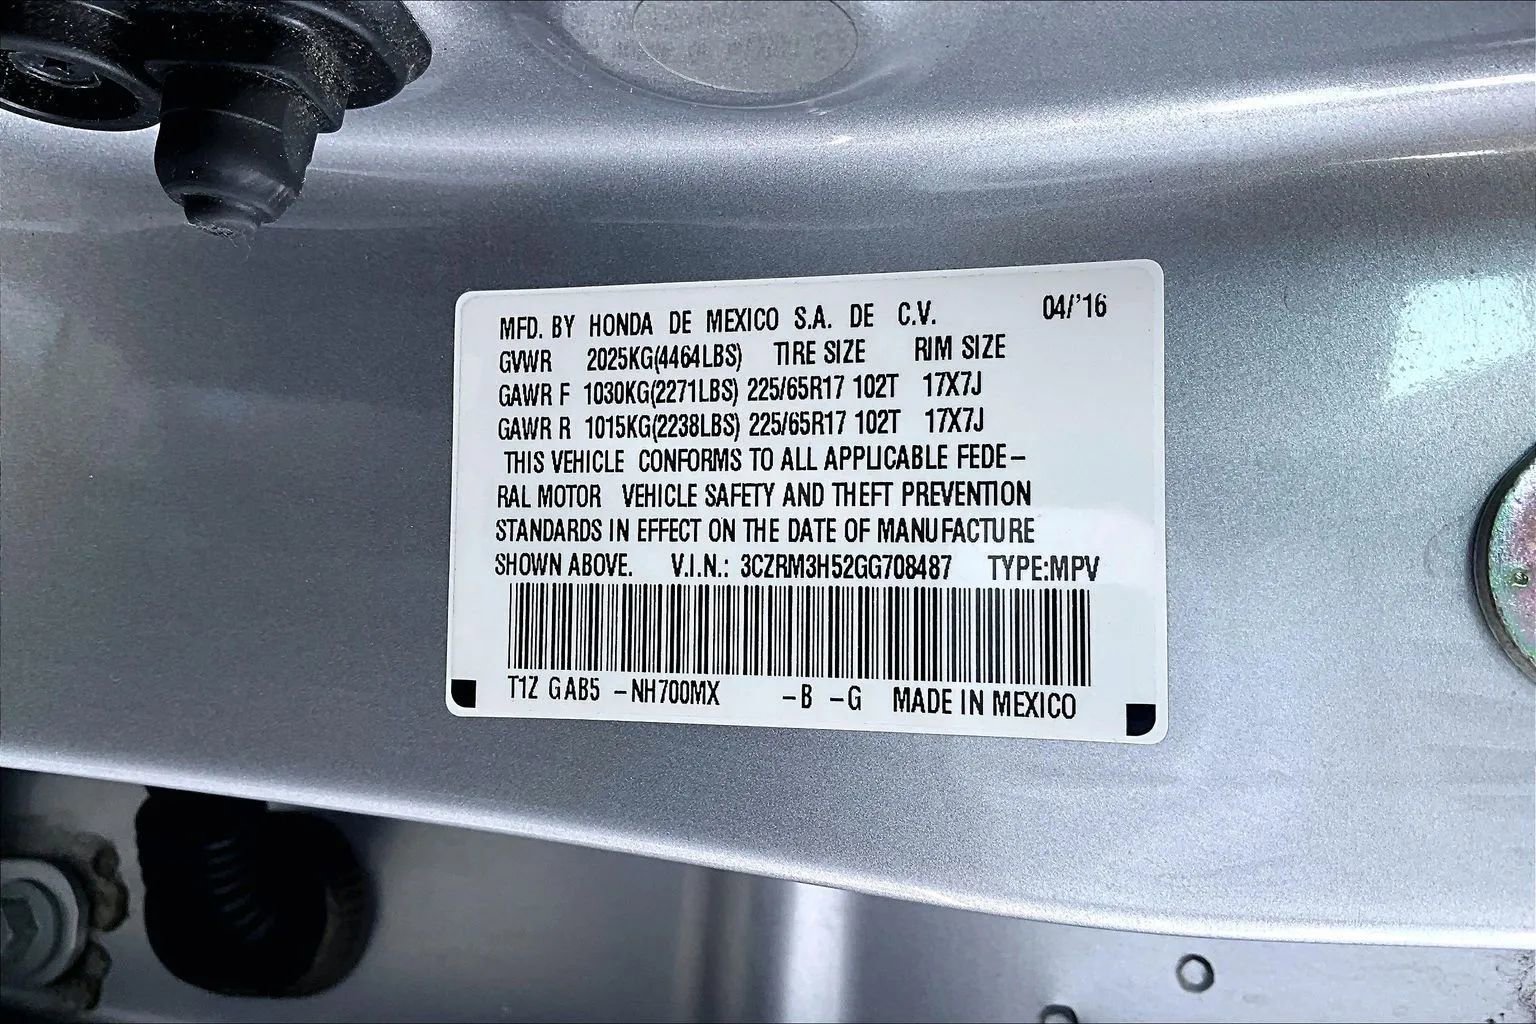 MFD. BY HONDA DE MEXICO S.A. DE C.V. 04/'16
GVWR 2025KG(4464LBS) TIRE SIZE RIM SIZE
GAWR F 1030KG(2271LBS) 225/65R17 102T 17X7J
GAWR R 1015KG(2238LBS) 225/65R17 102T 17X7J
THIS VEHICLE CONFORMS TO ALL APPLICABLE FEDE-
RAL MOTOR VEHICLE SAFETY AND THEFT PREVENTION
STANDARDS IN EFFECT ON THE DATE OF MANUFACTURE
SHOWN ABOVE. V.I.N.: 3CZRM3H52GG708487 TYPE:MPV
T1Z GAB5 -NH700MX -B -G MADE IN MEXICO